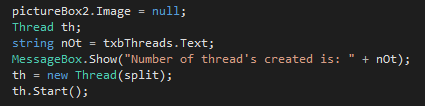 pictureBox2.Image = null;
Thread th;
string nOt = txbThreads.Text;
MessageBox.Show("Number of thread's created is: " + nOt);
th = new Thread(split);
th.Start();